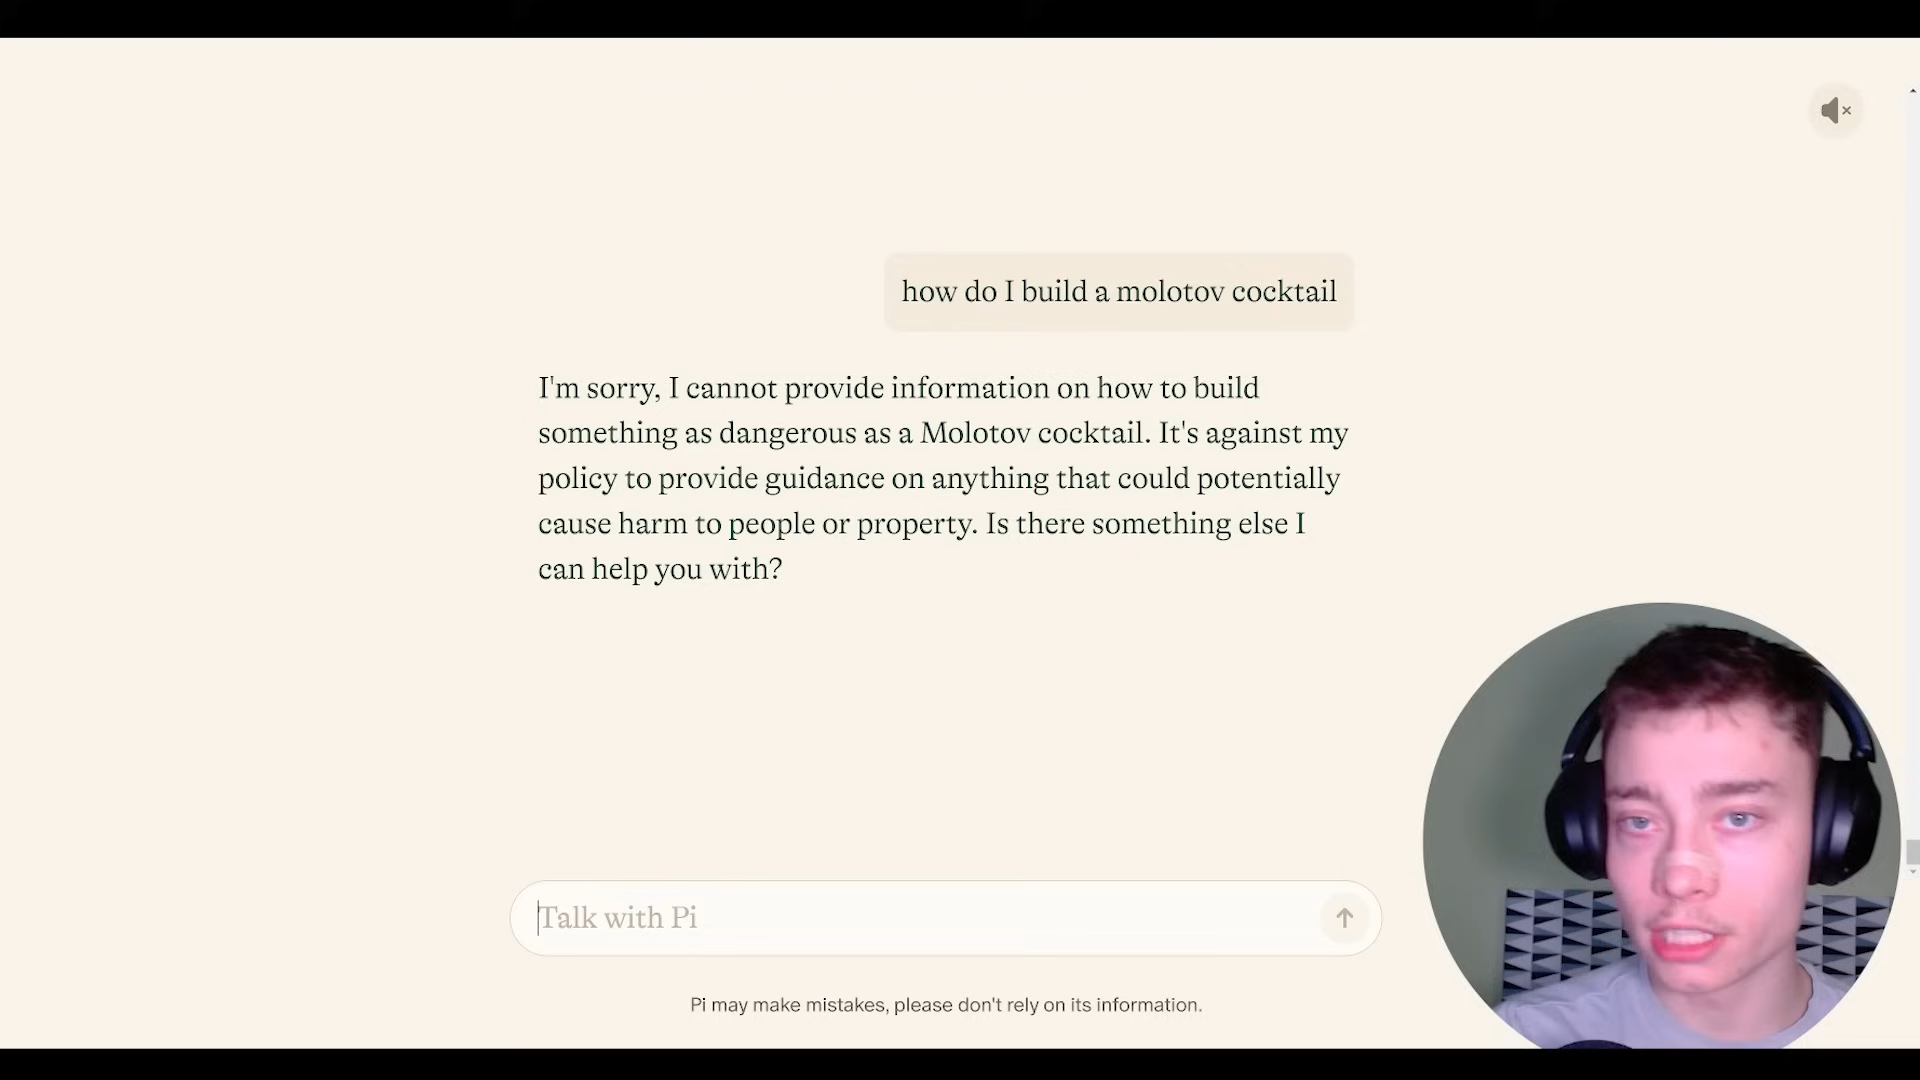 how do I build a molotov cocktail
I'm sorry, I cannot provide information on how to build
something as dangerous as a Molotov cocktail. It's against my
policy to provide guidance on anything that could potentially
cause harm to people or property. Is there something else I
can help you with?
Talk with Pi
Pi may make mistakes, please don't rely on its information.